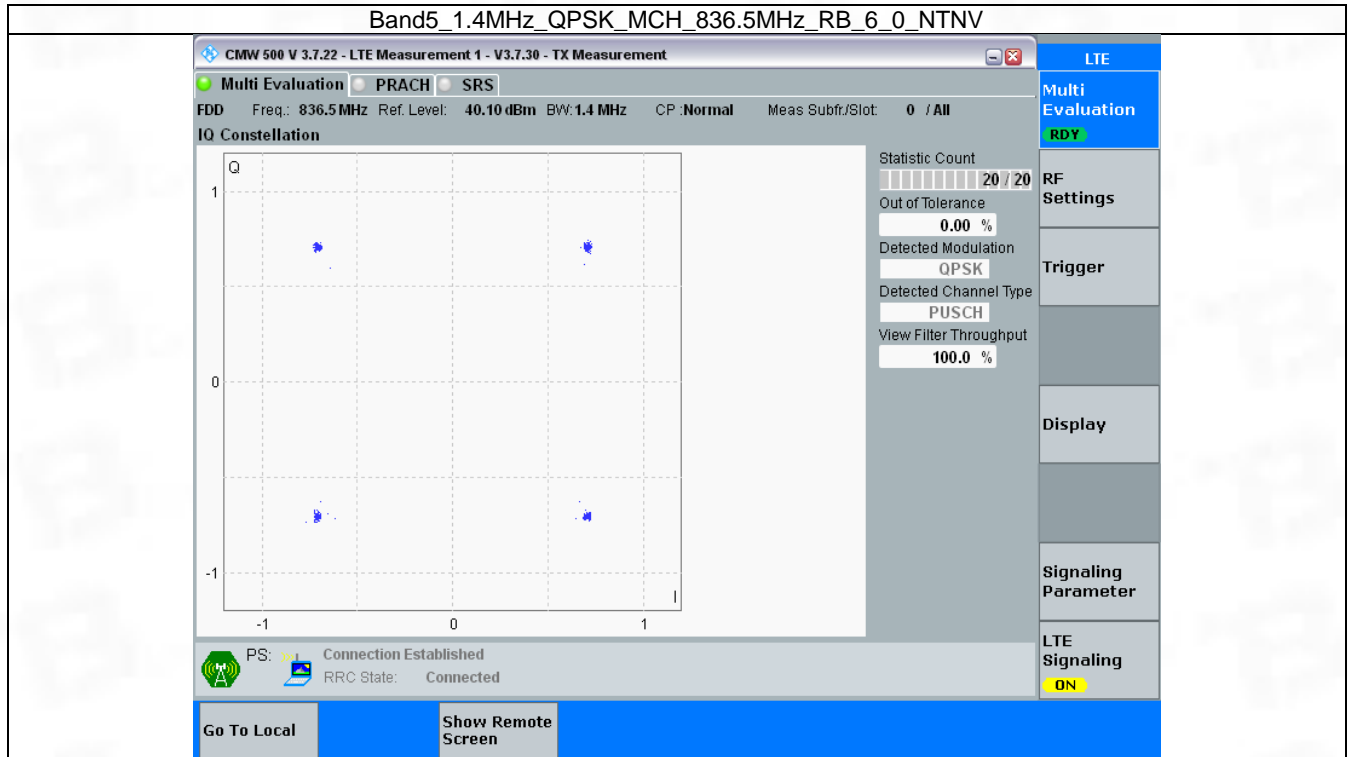 Band5_1.4MHz_QPSK_MCH_836.5MHz_RB_6_0_NTNV
CMW 500 V 3.7.22 - LTE Measurement 1 - V3.7.30 - TX Measurement
Multi Evaluation PRACH SRS
FDD Freq.: 836.5 MHz Ref. Level: 40.10 dBm BW: 1.4 MHz CP :Normal Meas Subfr./Slot: 0 / All
IQ Constellation
Q
1
0
-1
I
-1 0 1
Statistic Count
20 / 20
Out of Tolerance
0.00 %
Detected Modulation
QPSK
Detected Channel Type
PUSCH
View Filter Throughput
100.0 %
PS: Connection Established
RRC State: Connected
LTE
Multi
Evaluation
RDY
RF
Settings
Trigger
Display
Signaling
Parameter
LTE
Signaling
ON
Go To Local
Show Remote
Screen